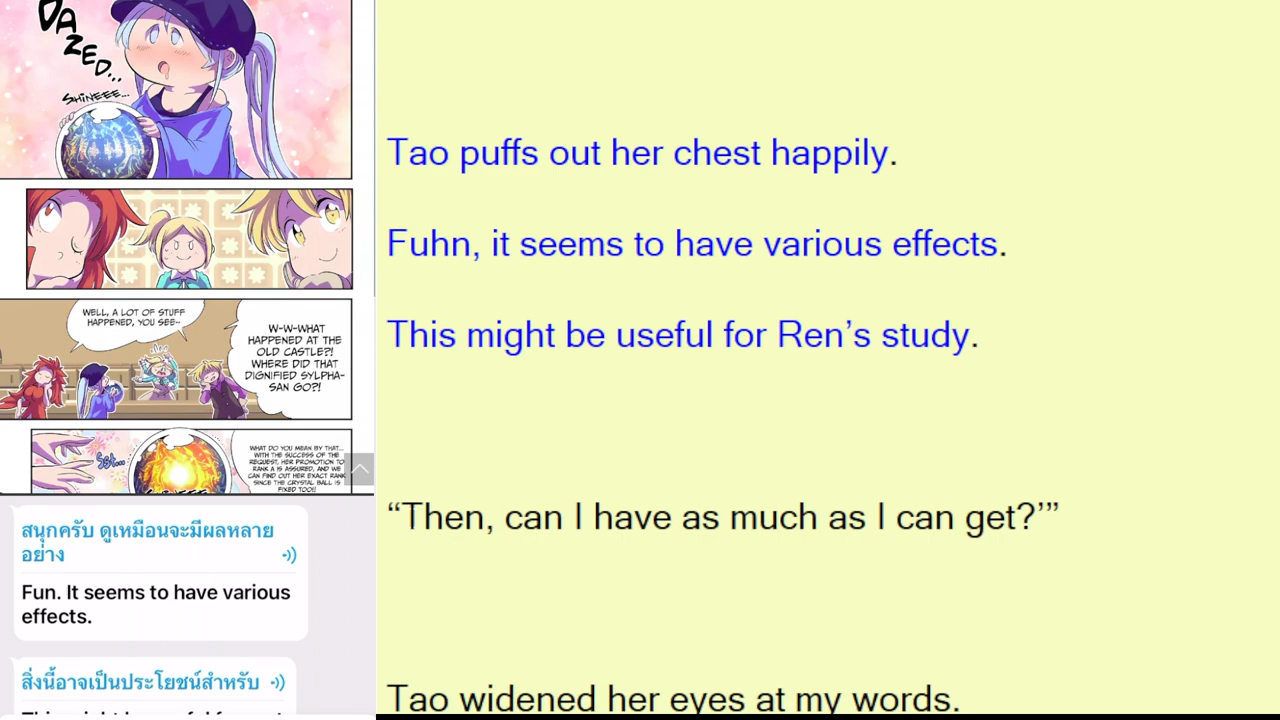 DAZED...
SHINEEE...
WELL, A LOT OF STUFF
HAPPENED, YOU SEE~
W-W-WHAT
HAPPENED AT THE
OLD CASTLE?!
WHERE DID THAT
DIGNIFIED SYLPHA-
SAN GO?!
WHAT DO YOU MEAN BY THAT...
WITH THE SUCCESS OF THE
REQUEST, HER PROMOTION TO
RANK A IS ASSURED, AND WE
CAN FIND OUT HER EXACT RANK
SINCE THE CRYSTAL BALL IS
FIXED TOO!!
สนุกครับ ดูเหมือนจะมีผลหลาย
อย่าง
Fun. It seems to have various
effects.
สิ่งนี้อาจเป็นประโยชน์สำหรับ
Tao puffs out her chest happily.
Fuhn, it seems to have various effects.
This might be useful for Ren’s study.
“Then, can I have as much as I can get?’”
Tao widened her eyes at my words.